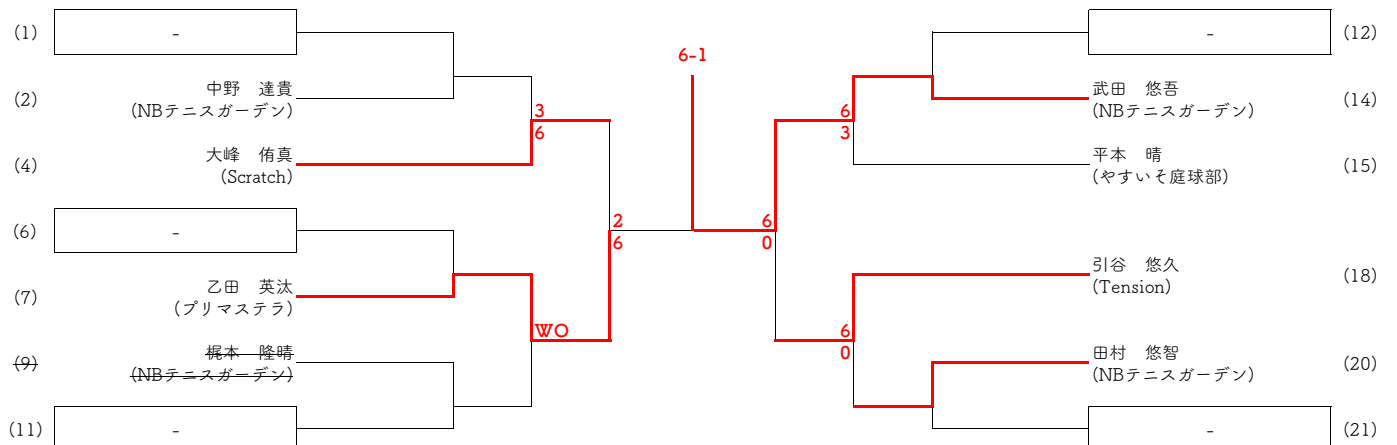 (1)
-
(2)
中野　達貴
(NBテニスガーデン)
(4)
大峰　侑真
(Scratch)
(6)
-
(7)
乙田　英汰
(プリマステラ)
(9)
梶本　隆晴
(NBテニスガーデン)
(11)
-
3
6
WO
2
6
6-1
6
0
6
3
6
0
-
(12)
武田　悠吾
(NBテニスガーデン)
(14)
平本　晴
(やすいそ庭球部)
(15)
引谷　悠久
(Tension)
(18)
田村　悠智
(NBテニスガーデン)
(20)
-
(21)